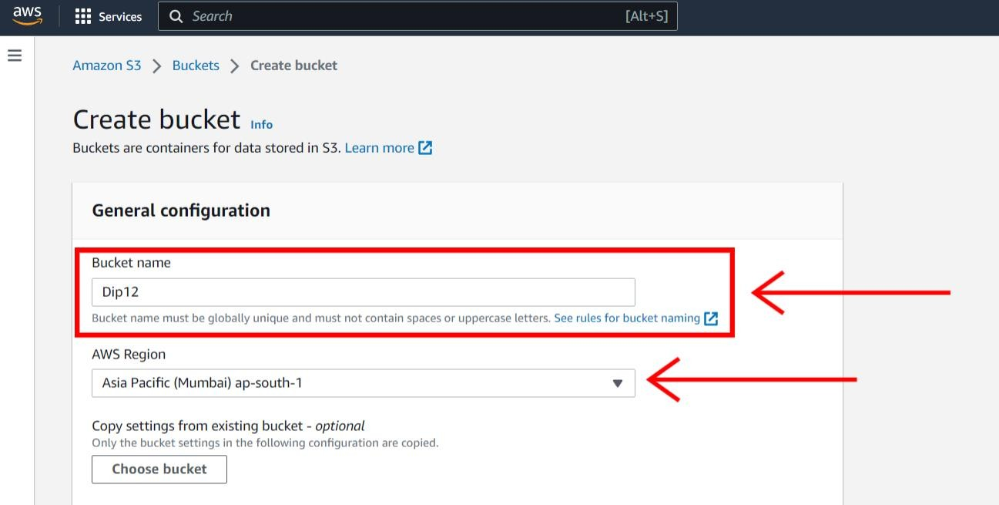 aws Services Search [Alt+S]
Amazon S3 > Buckets > Create bucket
Create bucket Info
Buckets are containers for data stored in S3. Learn more
General configuration
Bucket name
Dip12
Bucket name must be globally unique and must not contain spaces or uppercase letters. See rules for bucket naming
AWS Region
Asia Pacific (Mumbai) ap-south-1
Copy settings from existing bucket - optional
Only the bucket settings in the following configuration are copied.
Choose bucket